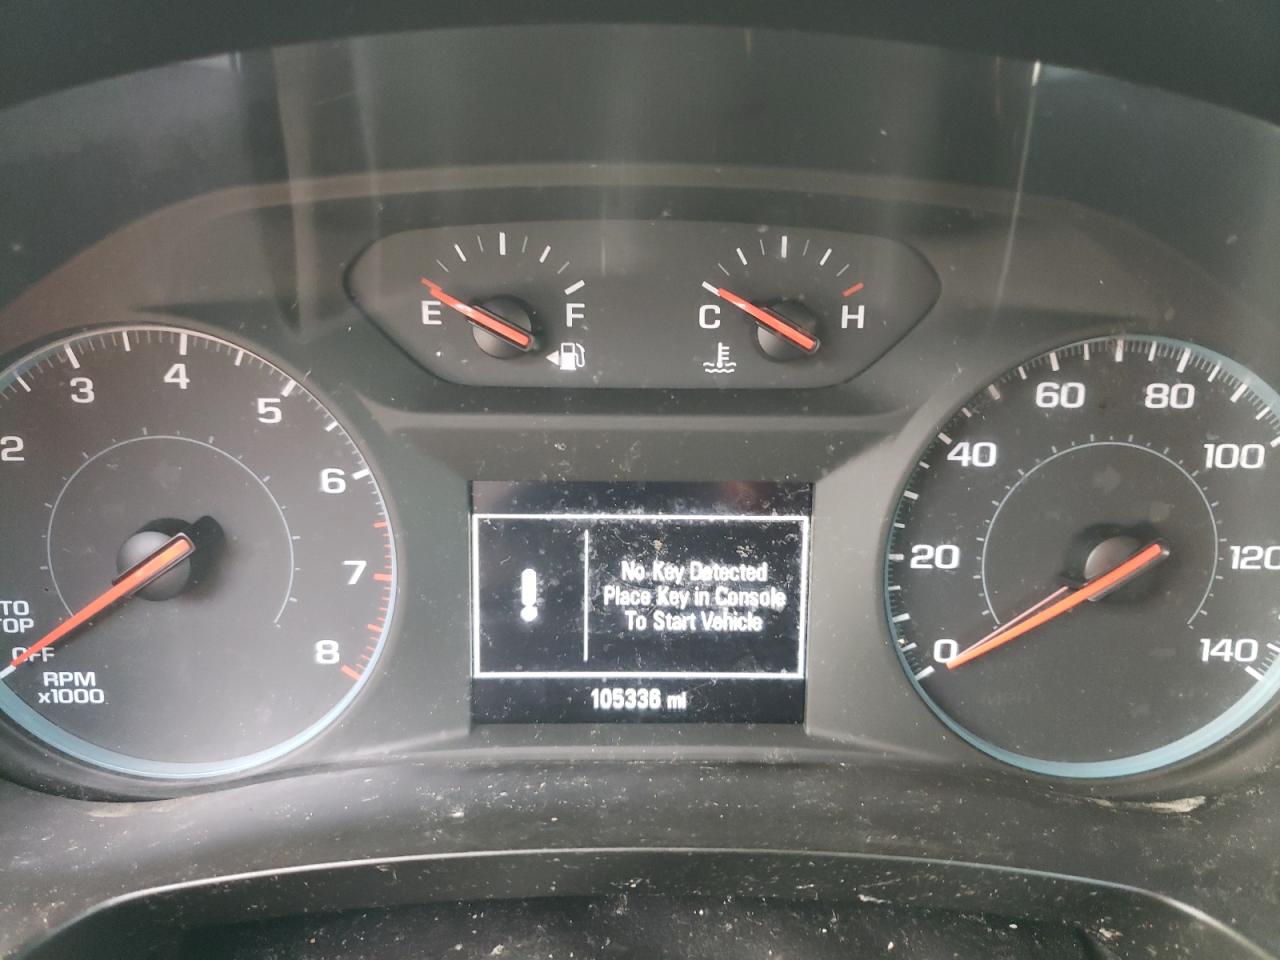 E F
C H
2 3 4 5 6 7 8
TO
TOP
OFF
RPM
x1000
No Key Detected
Place Key in Console
To Start Vehicle
105336 mi
0 20 40 60 80 100 120 140